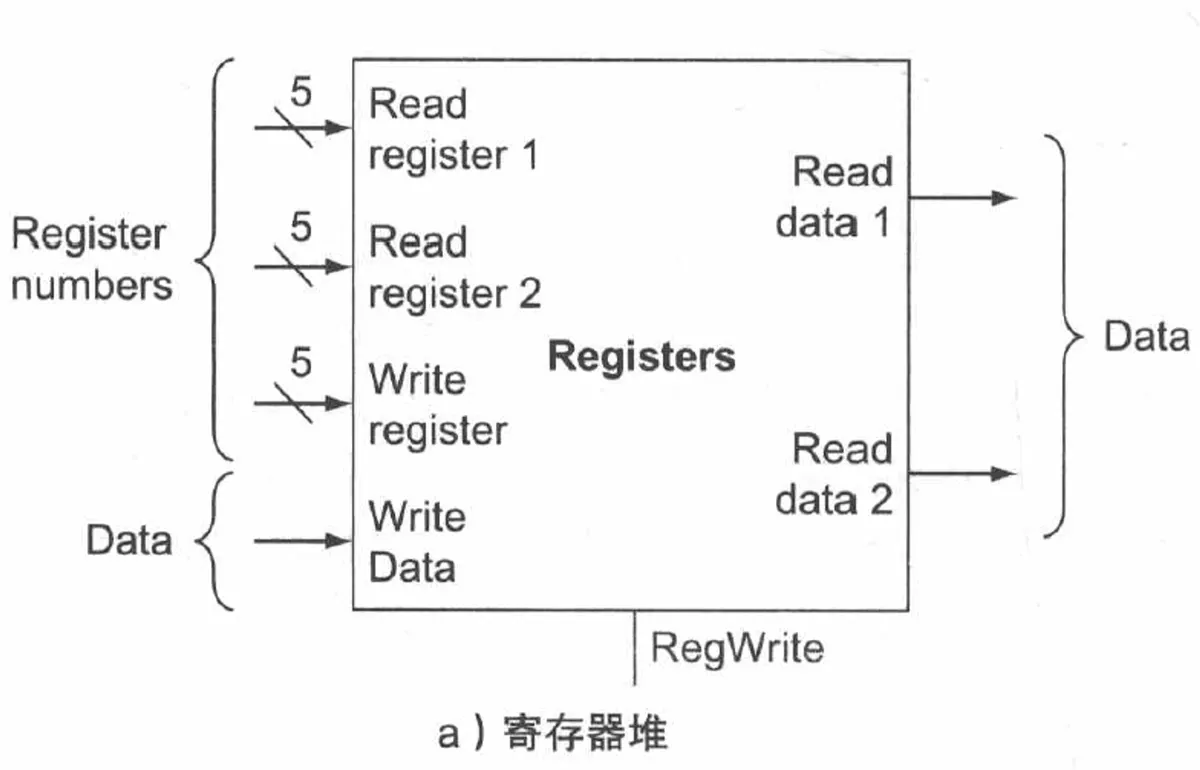 Register
numbers
5
Read
register 1
5
Read
register 2
5
Write
register
Data
Write
Data
Registers
Read
data 1
Read
data 2
Data
RegWrite
a ) 寄存器堆